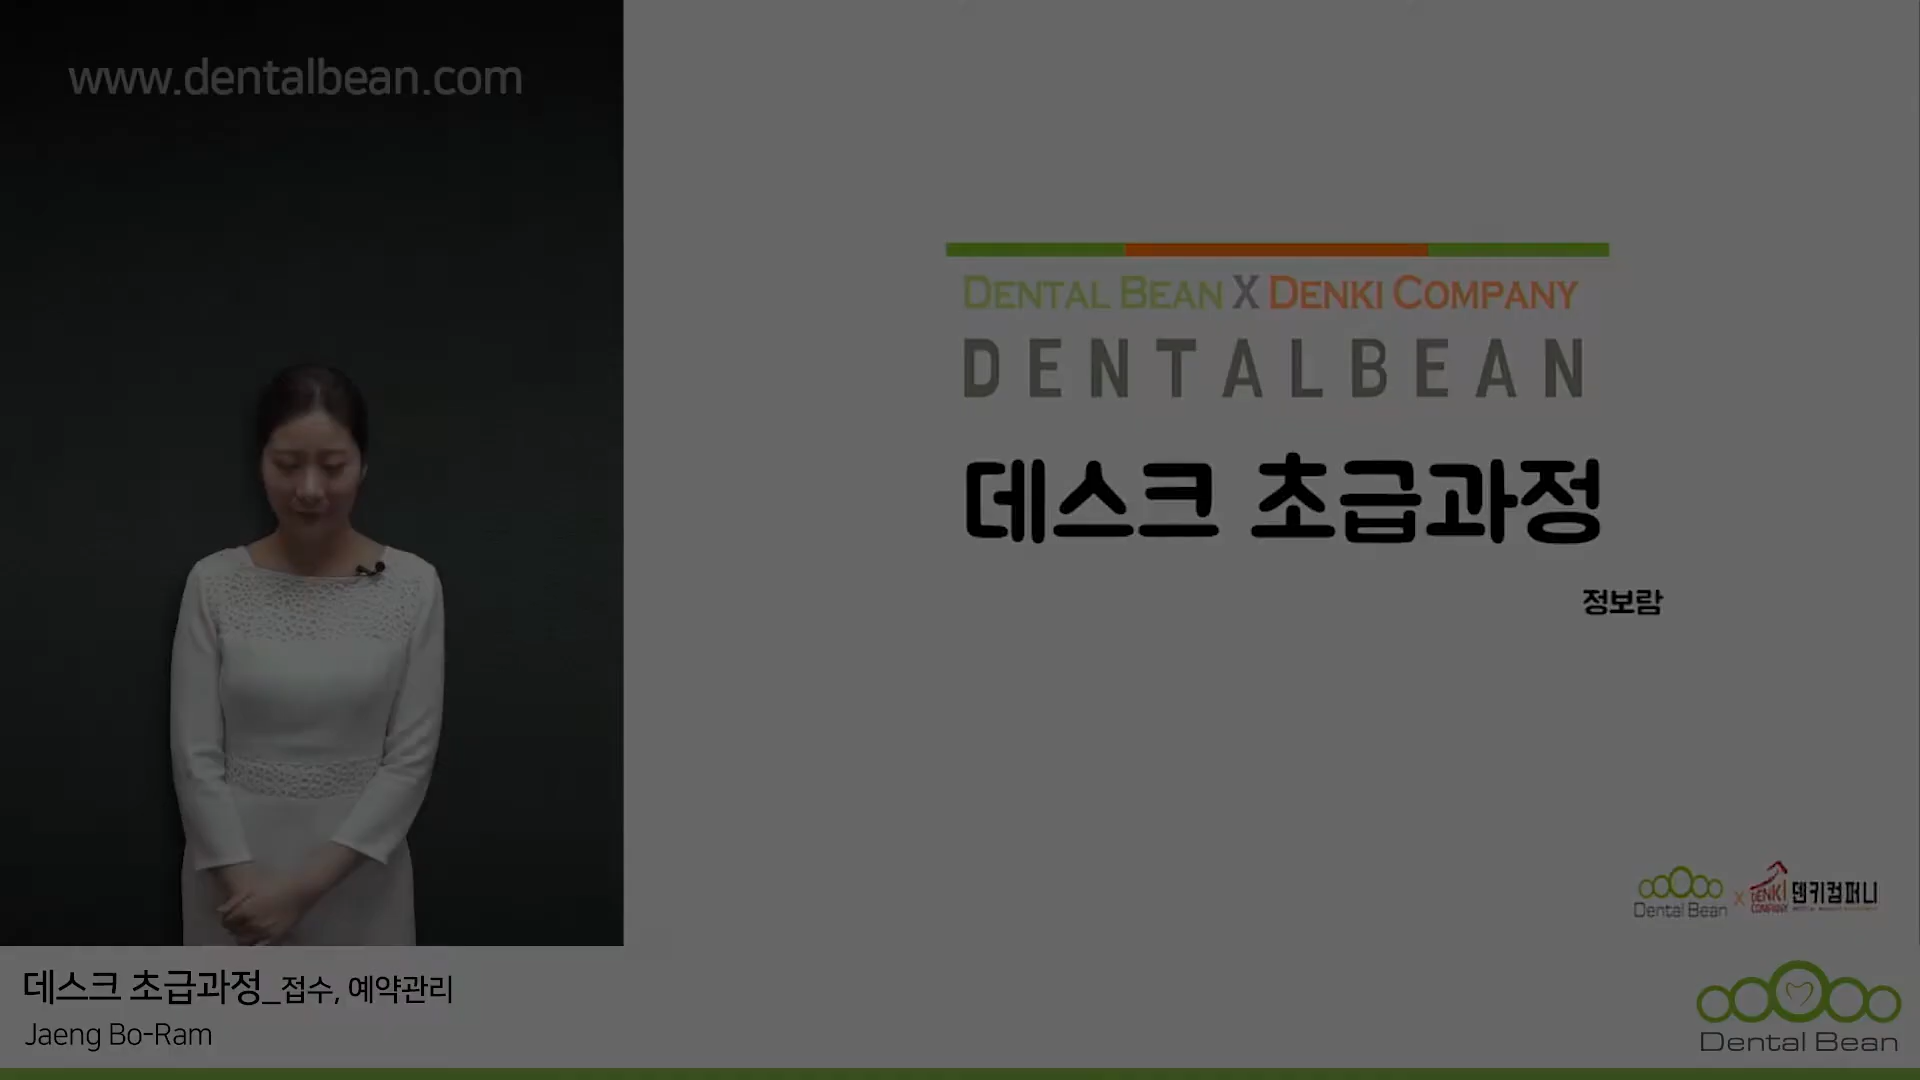 www.dentalbean.com
DENTAL BEAN X DENKI COMPANY
DENTALBEAN
데스크 초급과정
정보람
Dental Bean X DENKI COMPANY 덴키컴퍼니
데스크 초급과정_접수, 예약관리
Jaeng Bo-Ram
Dental Bean